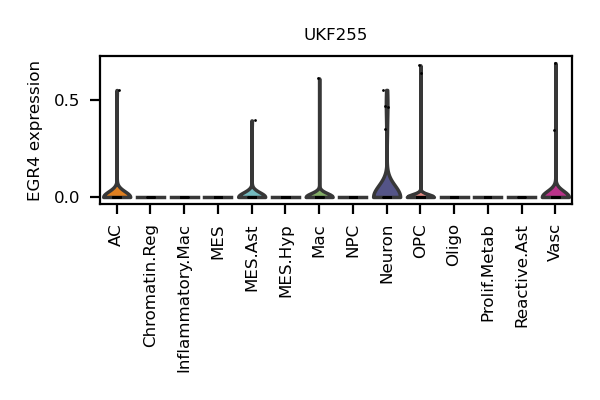 UKF255
EGR4 expression
0.5
0.0
AC
Chromatin.Reg
Inflammatory.Mac
MES
MES.Ast
MES.Hyp
Mac
NPC
Neuron
OPC
Oligo
Prolif.Metab
Reactive.Ast
Vasc